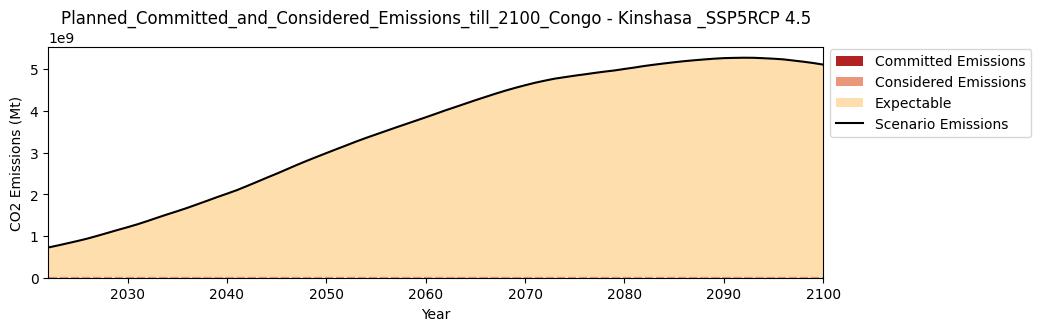 Planned_Committed_and_Considered_Emissions_till_2100_Congo - Kinshasa _SSP5RCP 4.5
1e9
5
4
3
2
1
0
CO2 Emissions (Mt)
2030 2040 2050 2060 2070 2080 2090 2100
Year
Committed Emissions
Considered Emissions
Expectable
Scenario Emissions